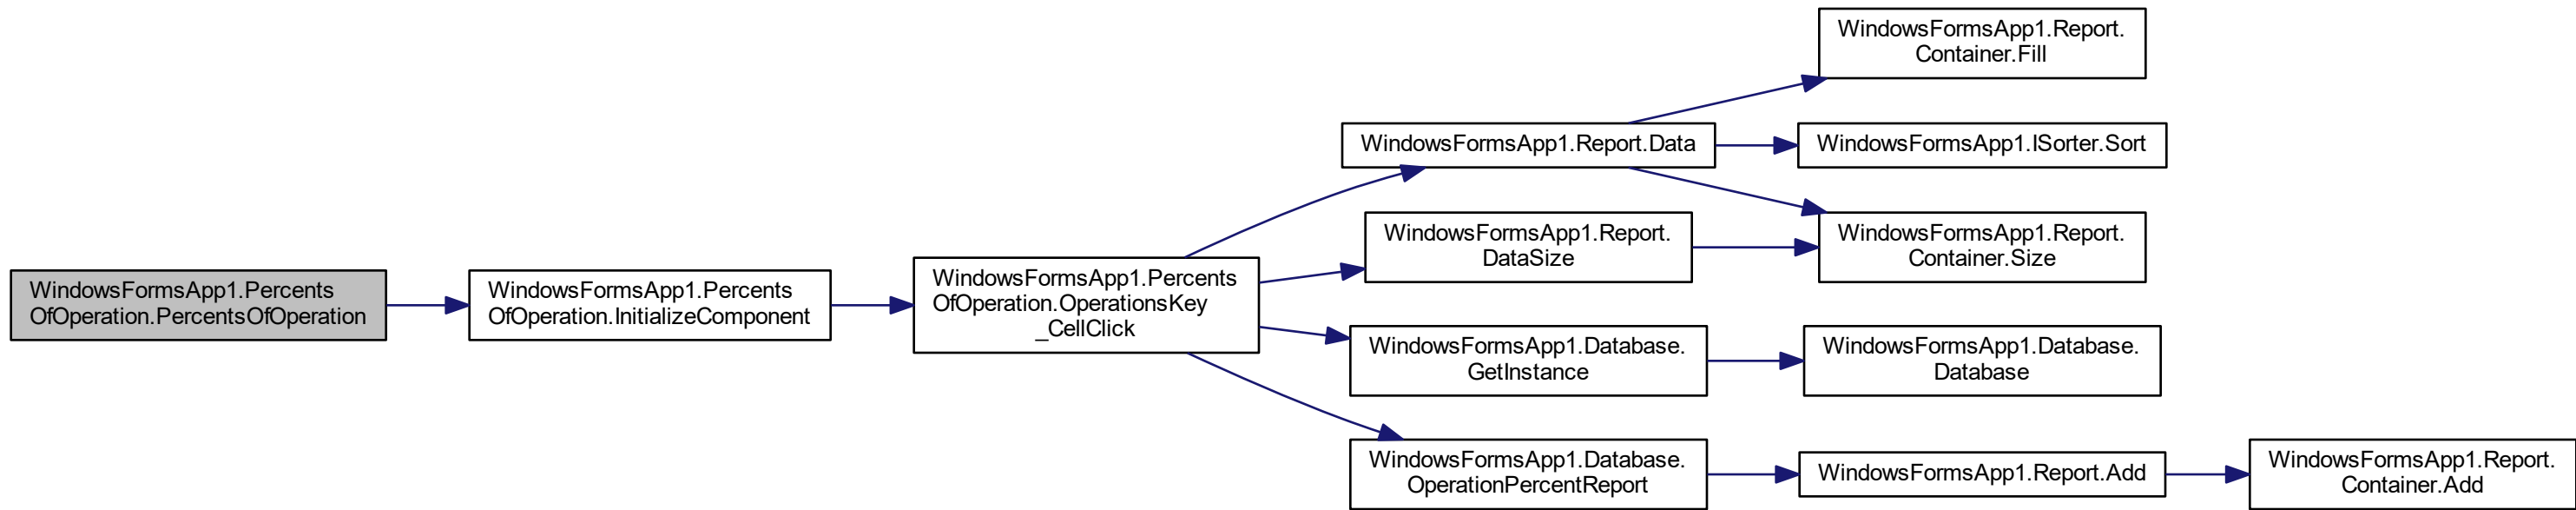 WindowsFormsApp1.Percents
OfOperation.PercentsOfOperation
WindowsFormsApp1.Percents
OfOperation.InitializeComponent
WindowsFormsApp1.Percents
OfOperation.OperationsKey
_CellClick
WindowsFormsApp1.Report.Data
WindowsFormsApp1.Report.
Container.Fill
WindowsFormsApp1.ISorter.Sort
WindowsFormsApp1.Report.
Container.Size
WindowsFormsApp1.Report.
DataSize
WindowsFormsApp1.Database.
GetInstance
WindowsFormsApp1.Database.
Database
WindowsFormsApp1.Database.
OperationPercentReport
WindowsFormsApp1.Report.Add
WindowsFormsApp1.Report.
Container.Add